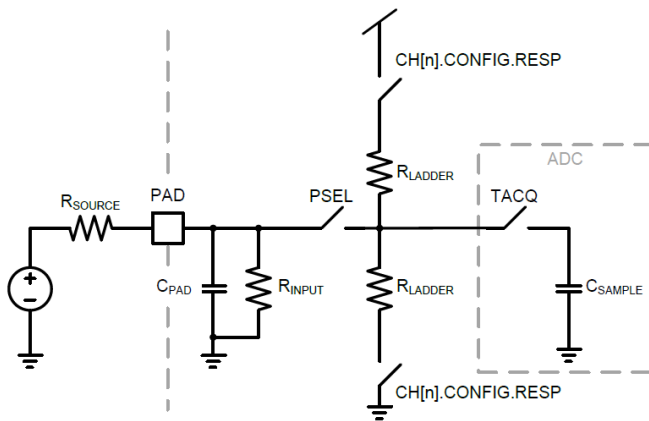 CH[n].CONFIG.RESP
ADC
RLADDER
PAD
PSEL
TACQ
RSOURCE
+
−
CPAD
RINPUT
RLADDER
CSAMPLE
CH[n].CONFIG.RESP